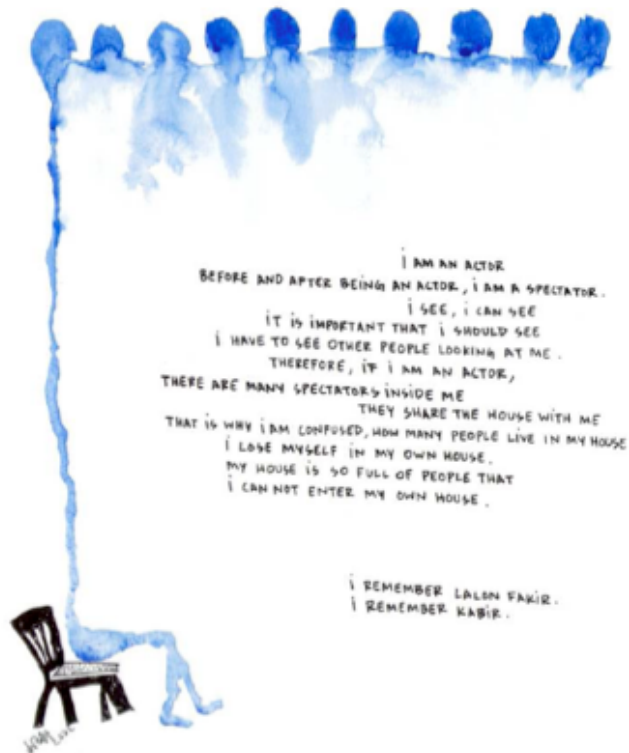 i AM AN ACTOR
BEFORE AND AFTER BEING AN ACTOR, i AM A SPECTATOR.
i SEE, i CAN SEE
iT iS iMPORTANT THAT i SHOULD SEE
i HAVE TO SEE OTHER PEOPLE LOOKING AT ME.
THEREFORE, iF i AM AN ACTOR,
THERE ARE MANY SPECTATORS iNSIDE ME
THEY SHARE THE HOUSE WITH ME
THAT iS WHY i AM CONFUSED, HOW MANY PEOPLE LIVE IN MY HOUSE
i LOSE MYSELF IN MY OWN HOUSE.
MY HOUSE iS SO FULL OF PEOPLE THAT
i CAN NOT ENTER MY OWN HOUSE.
i REMEMBER LALON FAKiR.
i REMEMBER KABiR.